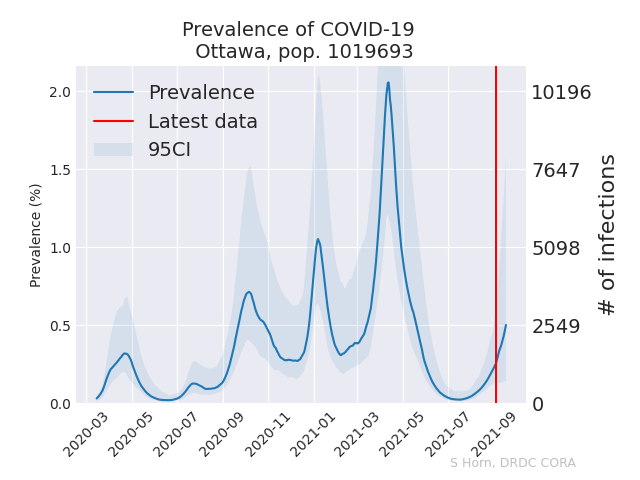 Prevalence of COVID-19
Ottawa, pop. 1019693
Prevalence
Latest data
95CI
Prevalence (%)
2.0
1.5
1.0
0.5
0.0
10196
7647
5098
2549
0
# of infections
2020-03
2020-05
2020-07
2020-09
2020-11
2021-01
2021-03
2021-05
2021-07
2021-09
S Horn, DRDC CORA